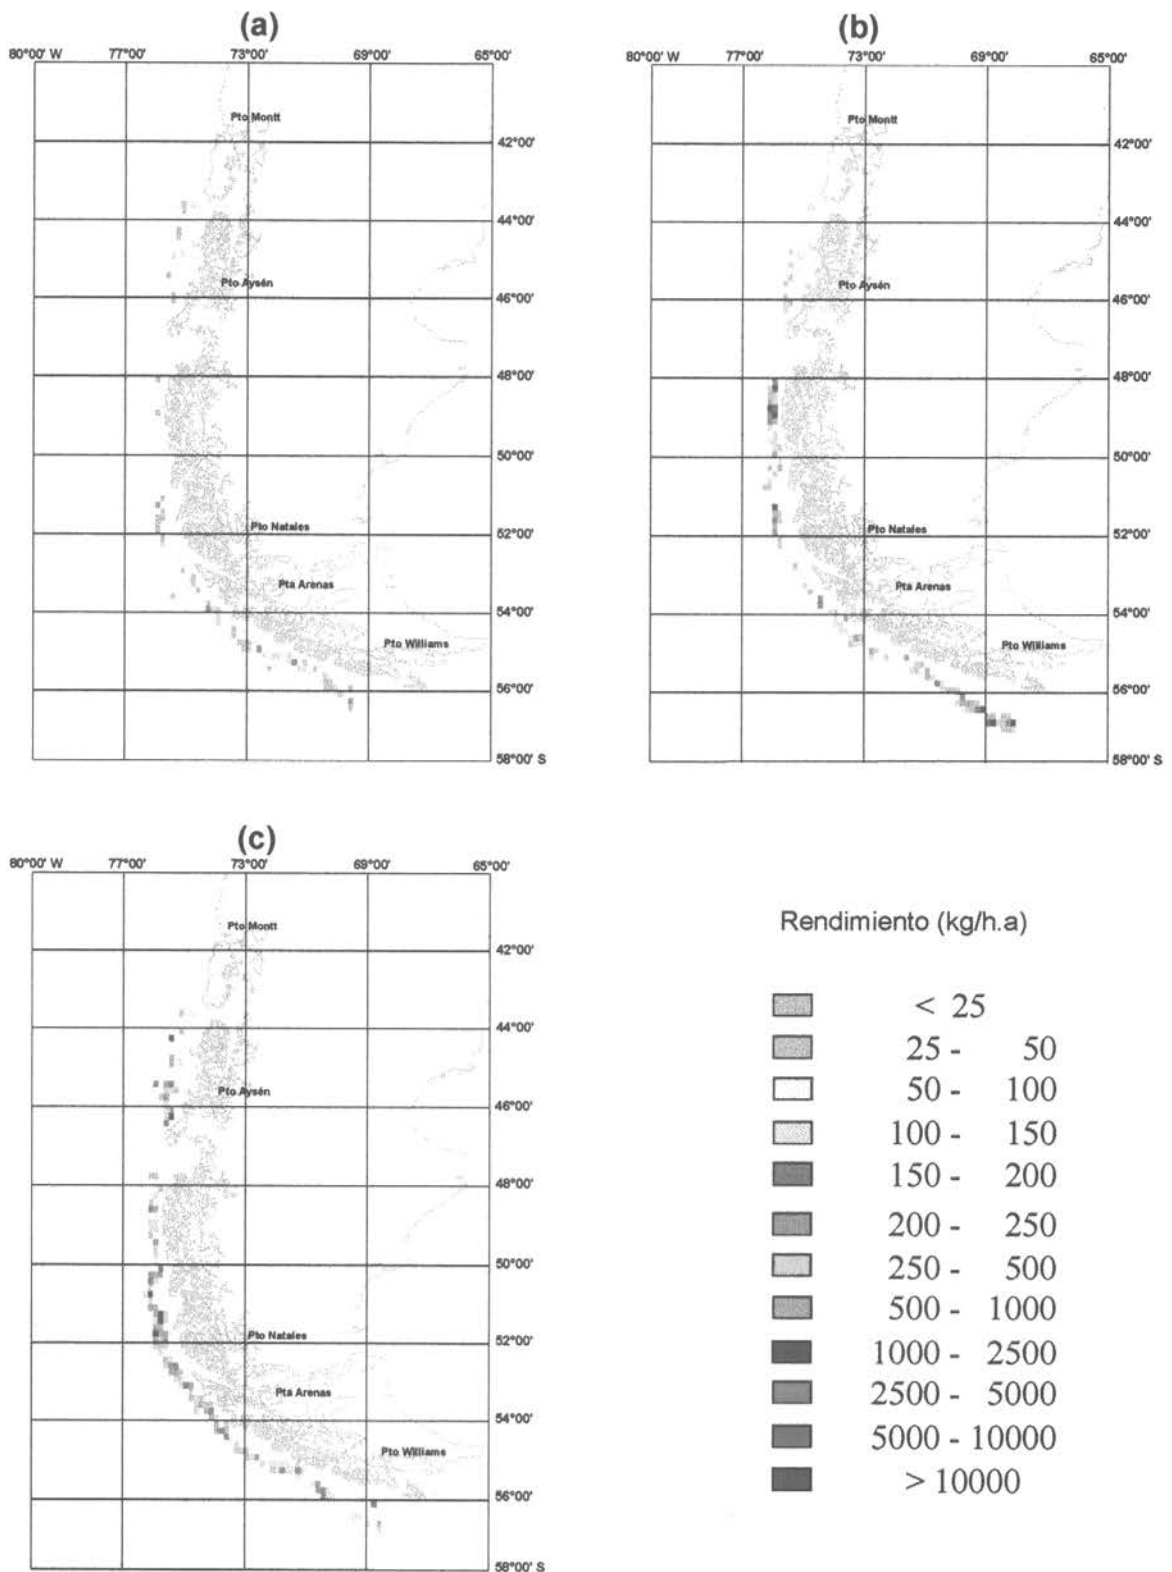 (a)
80°00' W 77°00' 73°00' 69°00' 65°00'
Pto Montt
42°00'
44°00'
Pto Aysén
46°00'
48°00'
50°00'
Pto Natales
52°00'
Pta Arenas
54°00'
Pto Williams
56°00'
58°00' S
(b)
80°00' W 77°00' 73°00' 69°00' 65°00'
Pto Montt
42°00'
44°00'
Pto Aysén
46°00'
48°00'
50°00'
Pto Natales
52°00'
Pta Arenas
54°00'
Pto Williams
56°00'
58°00' S
(c)
80°00' W 77°00' 73°00' 69°00' 65°00'
Pto Montt
42°00'
44°00'
Pto Aysén
46°00'
48°00'
50°00'
Pto Natales
52°00'
Pta Arenas
54°00'
Pto Williams
56°00'
58°00' S
Rendimiento (kg/h.a)
< 25
25 - 50
50 - 100
100 - 150
150 - 200
200 - 250
250 - 500
500 - 1000
1000 - 2500
2500 - 5000
5000 - 10000
> 10000